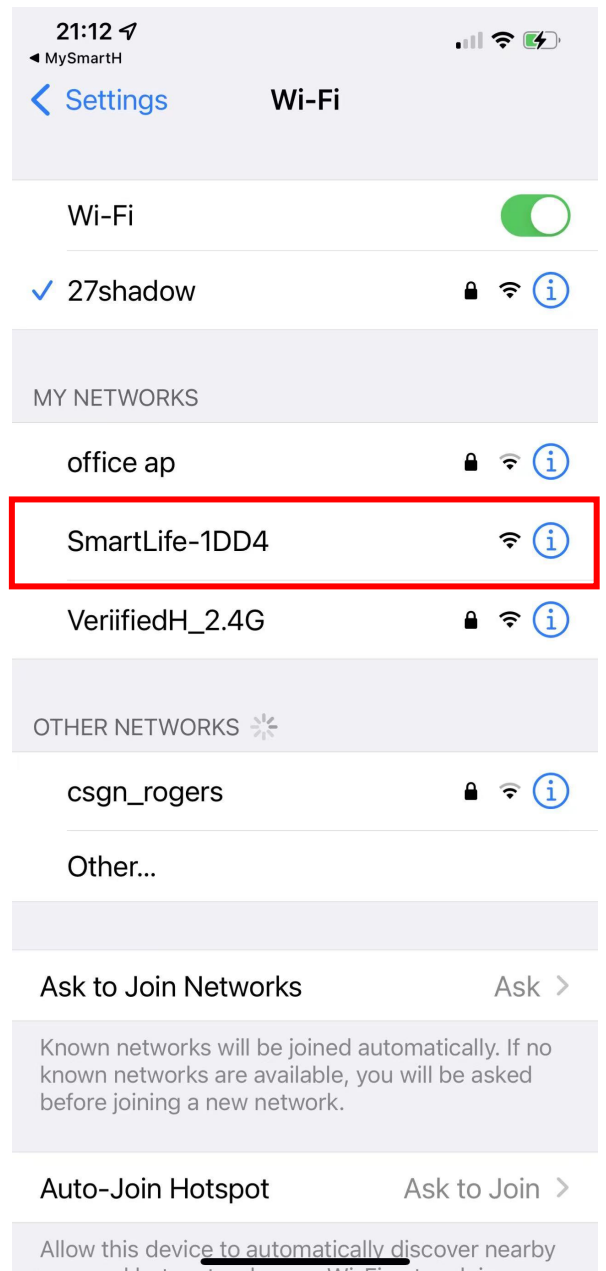 21:12
MySmartH
Settings
Wi-Fi
Wi-Fi
27shadow
MY NETWORKS
office ap
SmartLife-1DD4
VeriifiedH_2.4G
OTHER NETWORKS
csgn_rogers
Other...
Ask to Join Networks Ask
Known networks will be joined automatically. If no
known networks are available, you will be asked
before joining a new network.
Auto-Join Hotspot Ask to Join
Allow this device to automatically discover nearby